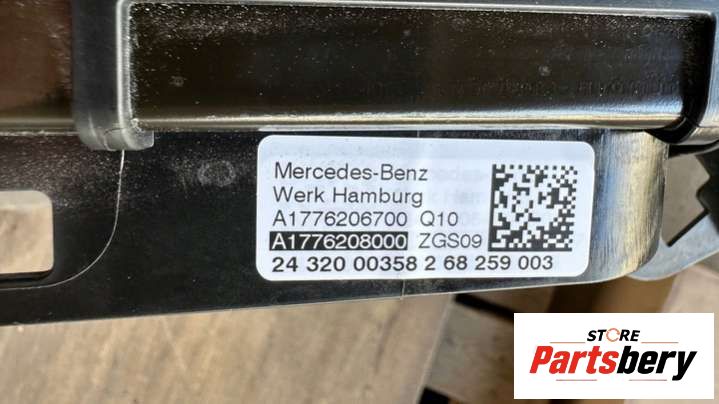 Mercedes-Benz
Werk Hamburg
A1776206700 Q10
A1776208000 ZGS09
24 320 00358 2 68 259 003
STORE
Partsbery